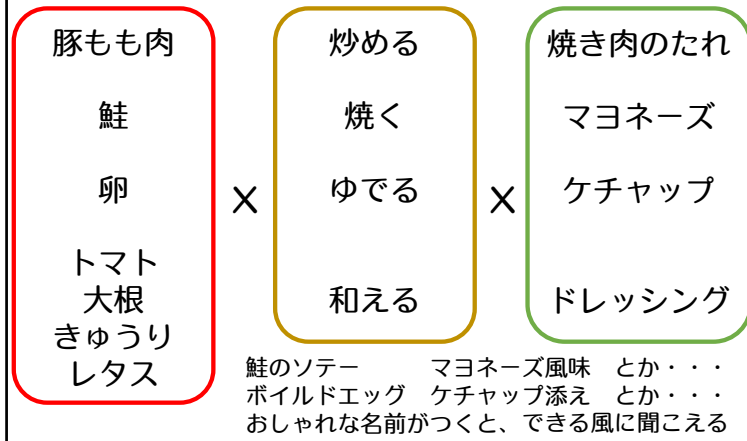 豚もも肉
鮭
卵
トマト
大根
きゅうり
レタス
×
炒める
焼く
ゆでる
和える
×
焼き肉のたれ
マヨネーズ
ケチャップ
ドレッシング
鮭のソテー　　　マヨネーズ風味　とか・・・
ボイルドエッグ　ケチャップ添え　とか・・・
おしゃれな名前がつくと、できる風に聞こえる